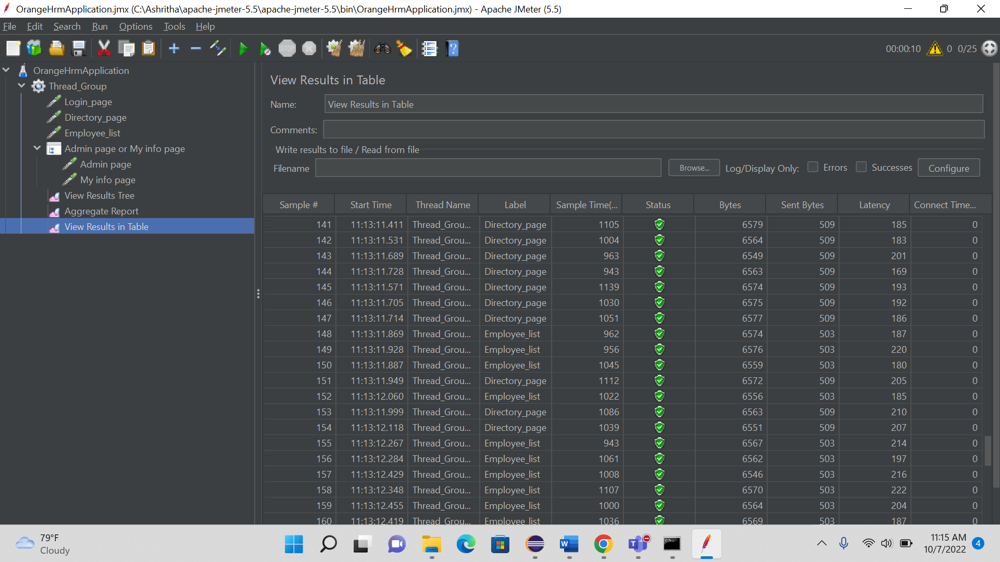 OrangeHrmApplication.jmx (C:\Ashritha\apache-jmeter-5.5\apache-jmeter-5.5\bin\OrangeHrmApplication.jmx) - Apache JMeter (5.5)
File Edit Search Run Options Tools Help
STOP
00:00:10 0 0/25
OrangeHrmApplication
Thread_Group
Login_page
Directory_page
Employee_list
Admin page or My info page
Admin page
My info page
View Results Tree
Aggregate Report
View Results in Table
View Results in Table
Name: View Results in Table
Comments:
Write results to file / Read from file
Filename Browse... Log/Display Only: Errors Successes Configure
Sample # Start Time Thread Name Label Sample Time(... Status Bytes Sent Bytes Latency Connect Time...
141 11:13:11.411 Thread_Grou... Directory_page 1105 6579 509 185 0
142 11:13:11.531 Thread_Grou... Directory_page 1004 6564 509 183 0
143 11:13:11.689 Thread_Grou... Directory_page 963 6549 509 201 0
144 11:13:11.728 Thread_Grou... Directory_page 943 6563 509 169 0
145 11:13:11.571 Thread_Grou... Directory_page 1139 6574 509 193 0
146 11:13:11.705 Thread_Grou... Directory_page 1030 6575 509 192 0
147 11:13:11.714 Thread_Grou... Directory_page 1051 6577 509 186 0
148 11:13:11.869 Thread_Grou... Employee_list 962 6574 503 187 0
149 11:13:11.928 Thread_Grou... Employee_list 956 6576 503 220 0
150 11:13:11.887 Thread_Grou... Employee_list 1045 6559 503 180 0
151 11:13:11.949 Thread_Grou... Directory_page 1112 6572 509 205 0
152 11:13:12.060 Thread_Grou... Employee_list 1022 6556 503 185 0
153 11:13:11.999 Thread_Grou... Directory_page 1086 6563 509 210 0
154 11:13:12.118 Thread_Grou... Directory_page 1039 6551 509 207 0
155 11:13:12.267 Thread_Grou... Employee_list 943 6567 503 214 0
156 11:13:12.284 Thread_Grou... Employee_list 1061 6562 503 197 0
157 11:13:12.429 Thread_Grou... Employee_list 1008 6546 503 216 0
158 11:13:12.348 Thread_Grou... Employee_list 1107 6570 503 222 0
159 11:13:12.455 Thread_Grou... Employee_list 1000 6564 503 204 0
160 11:13:12.419 Thread_Grou... Employee_list 1036 6569 503 187 0
79°F
Cloudy
11:15 AM
10/7/2022
4